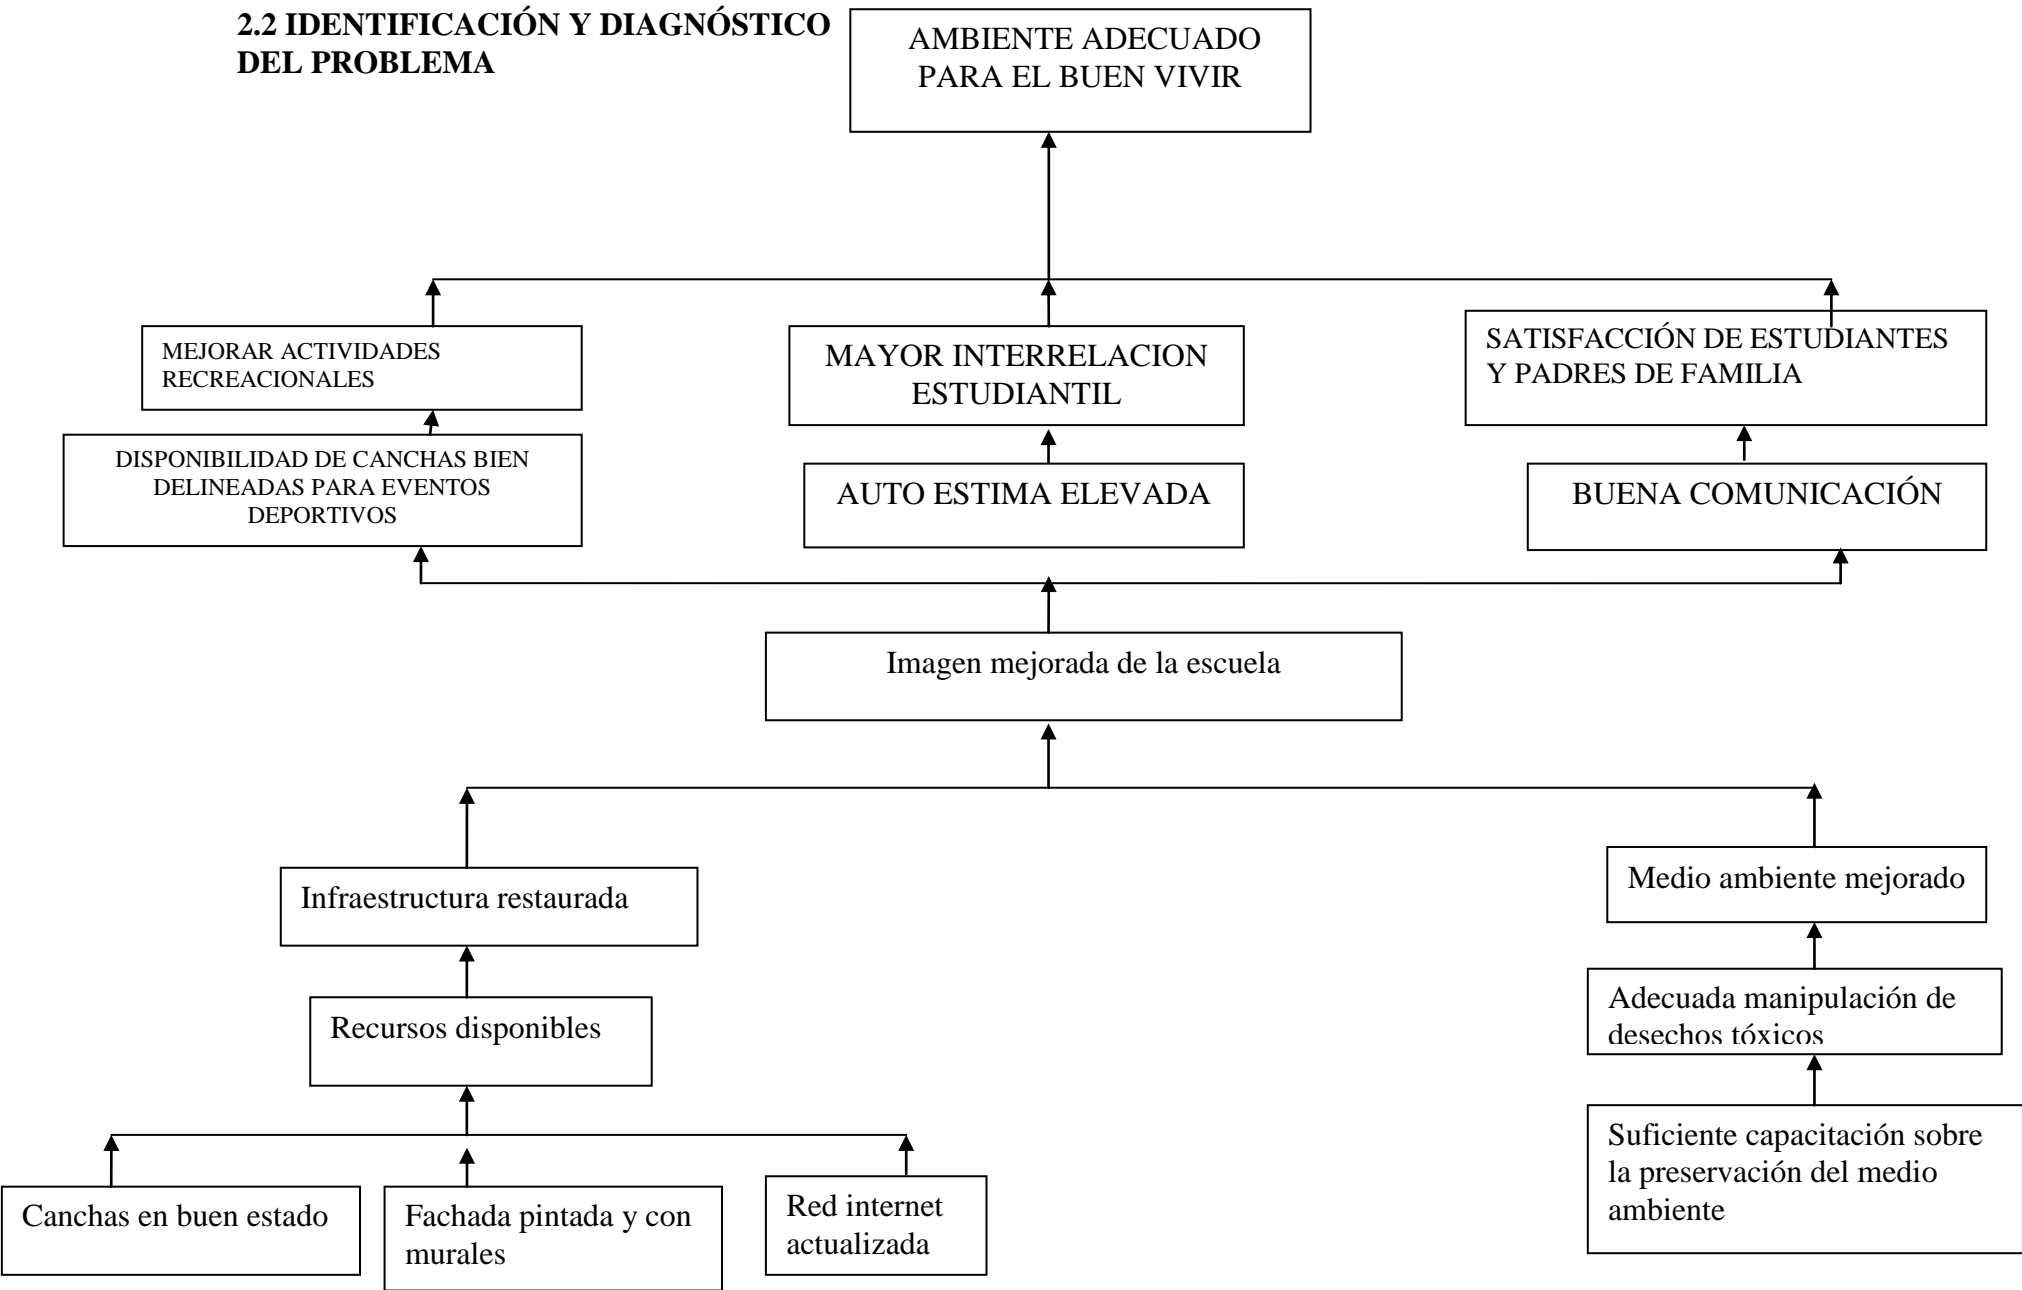 2.2 IDENTIFICACIÓN Y DIAGNÓSTICO
DEL PROBLEMA
AMBIENTE ADECUADO
PARA EL BUEN VIVIR
MEJORAR ACTIVIDADES
RECREACIONALES
MAYOR INTERRELACION
ESTUDIANTIL
SATISFACCIÓN DE ESTUDIANTES
Y PADRES DE FAMILIA
DISPONIBILIDAD DE CANCHAS BIEN
DELINEADAS PARA EVENTOS
DEPORTIVOS
AUTO ESTIMA ELEVADA
BUENA COMUNICACIÓN
Imagen mejorada de la escuela
Infraestructura restaurada
Medio ambiente mejorado
Recursos disponibles
Adecuada manipulación de
desechos tóxicos
Canchas en buen estado
Fachada pintada y con
murales
Red internet
actualizada
Suficiente capacitación sobre
la preservación del medio
ambiente